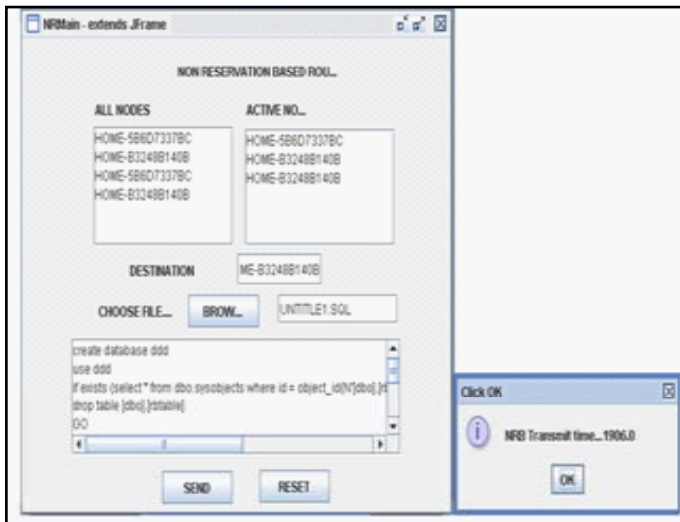 NRMain - extends JFrame
NON RESERVATION BASED ROU...
ALL NODES
ACTIVE NO...
HOME-5B6D7337BC
HOME-B3248B140B
HOME-5B6D7337BC
HOME-B3248B140B
HOME-5B6D7337BC
HOME-B3248B140B
HOME-B3248B140B
DESTINATION
ME-B3248B140B
CHOOSE FILE...
BROW...
UNTITLE1.SQL
create database ddd
use ddd
if exists (select * from dbo.sysobjects where id = object_id(N'[dbo].[rt
drop table [dbo].[rbtable]
GO
SEND
RESET
Click OK
NRB Transmit time...1906.0
OK